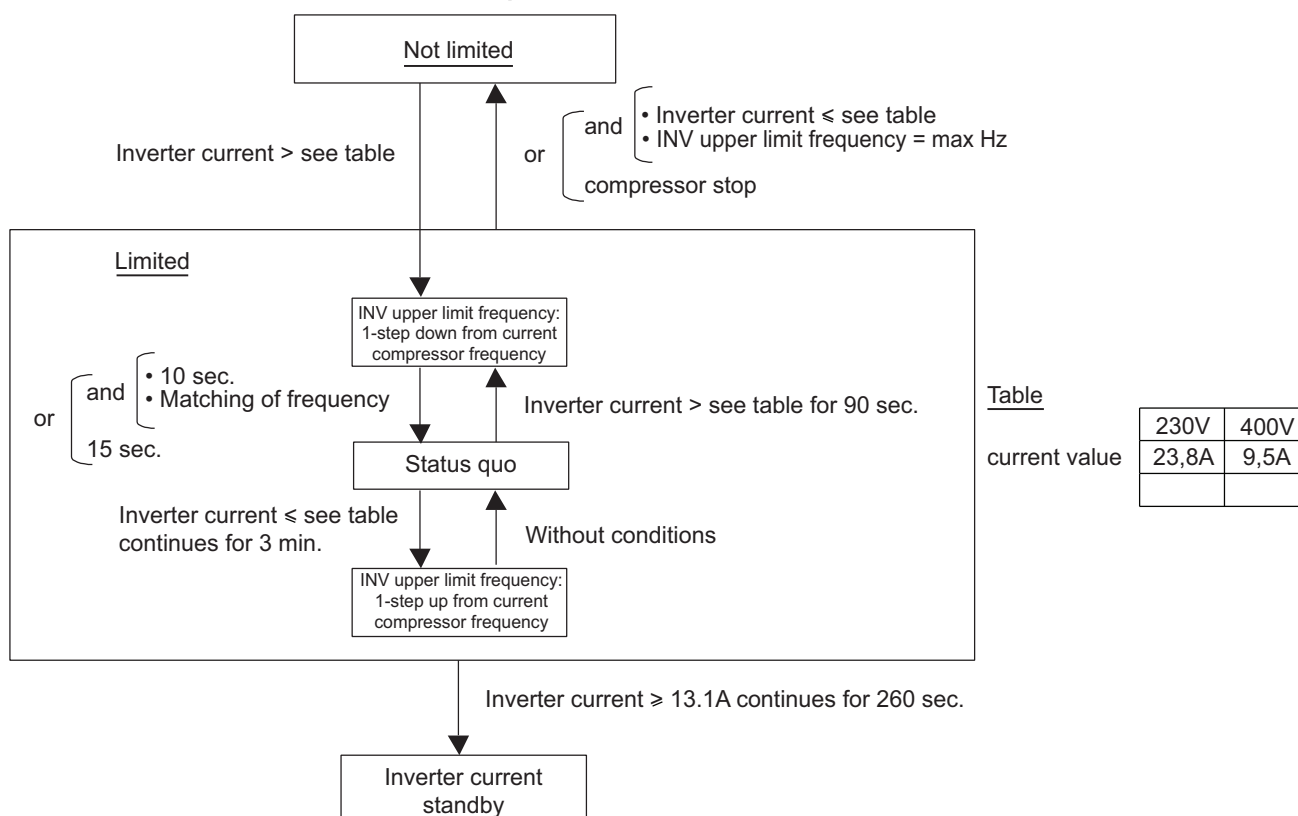 Not limited
Inverter current > see table
or
and
• Inverter current ⩽ see table
• INV upper limit frequency = max Hz
compressor stop
Limited
INV upper limit frequency:
1-step down from current
compressor frequency
or
and
• 10 sec.
• Matching of frequency
15 sec.
Inverter current > see table for 90 sec.
Status quo
Inverter current ⩽ see table
continues for 3 min.
Without conditions
INV upper limit frequency:
1-step up from current
compressor frequency
Table
230V 400V
current value 23,8A 9,5A
Inverter current ⩾ 13.1A continues for 260 sec.
Inverter current
standby